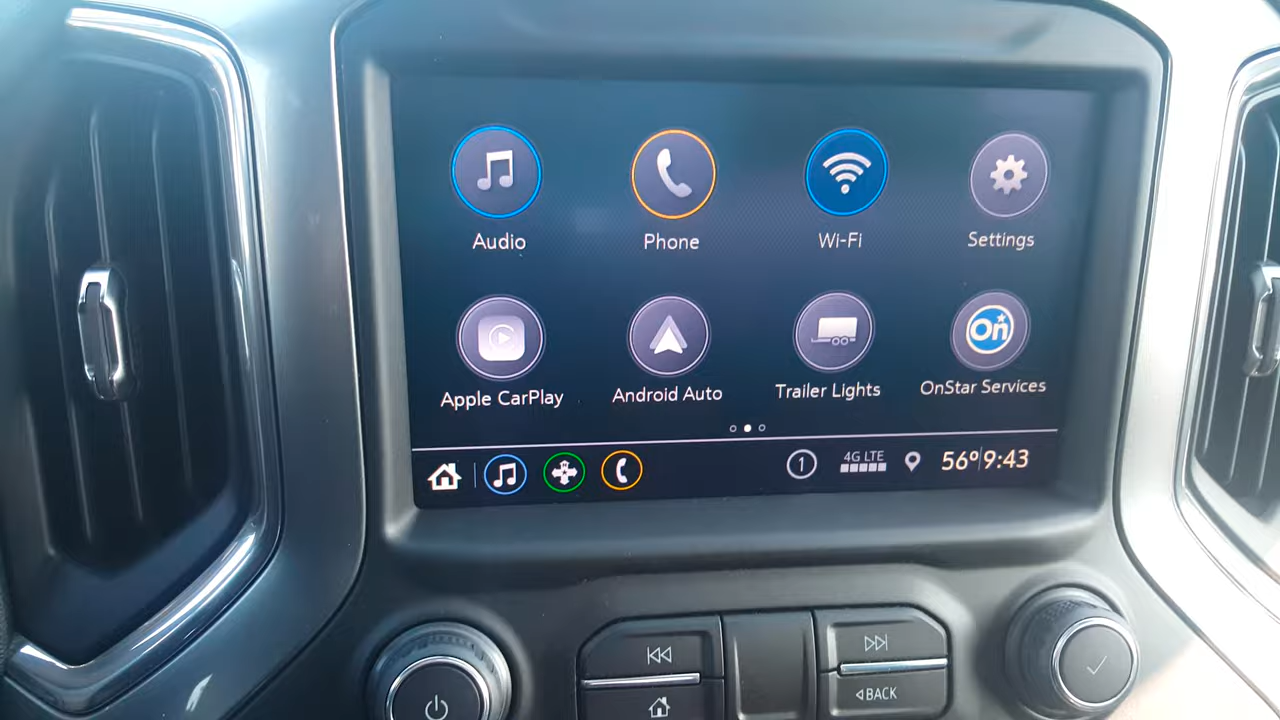 Audio Phone Wi-Fi Settings
On
Apple CarPlay Android Auto Trailer Lights OnStar Services
1 4G LTE 56° 9:43
BACK